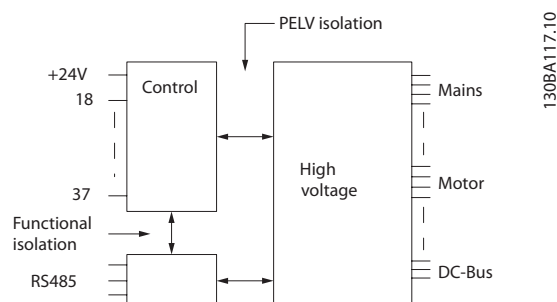 PELV isolation
+24V
Control
18
Mains
37
High
voltage
Motor
Functional
isolation
RS485
DC-Bus
130BA117.10